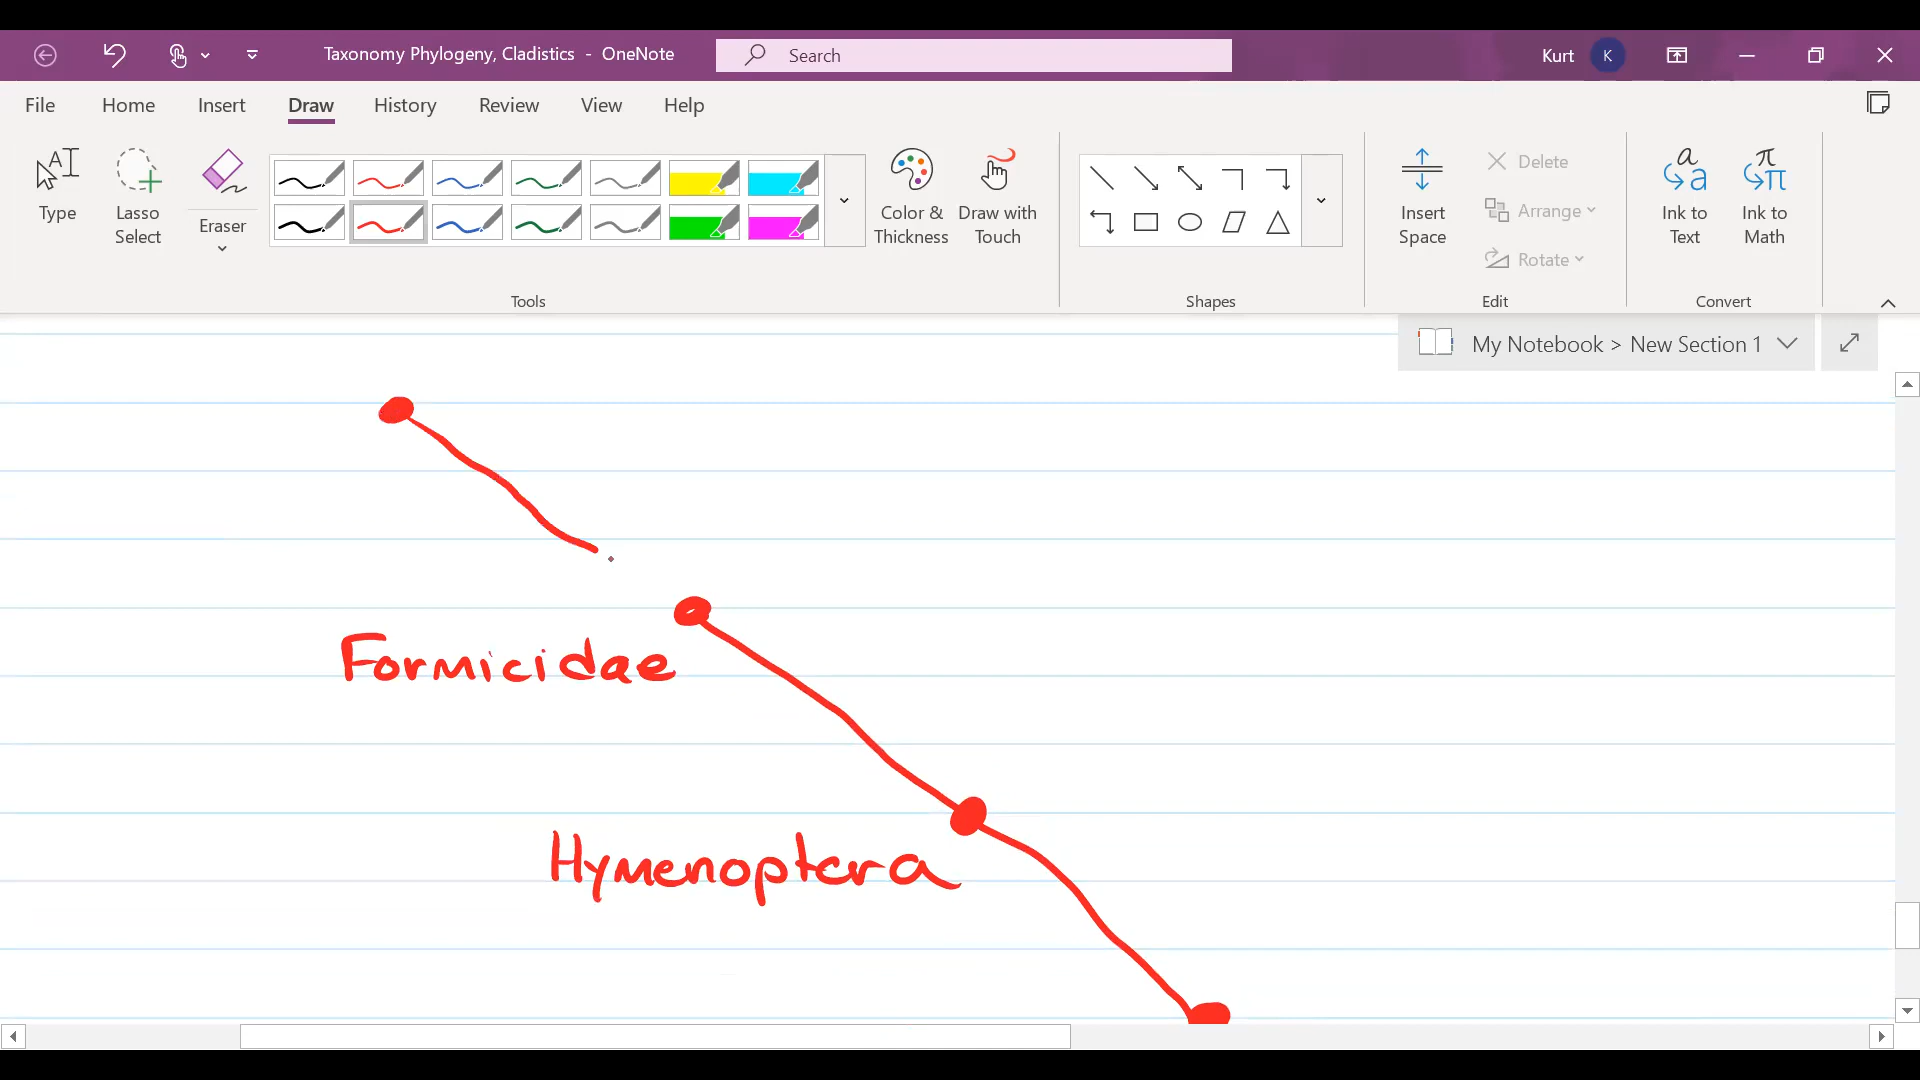 Taxonomy Phylogeny, Cladistics - OneNote
Search
Kurt
K
File Home Insert Draw History Review View Help
Type
Lasso Select
Eraser
Color & Thickness
Draw with Touch
Insert Space
Delete
Arrange
Rotate
Ink to Text
Ink to Math
Tools
Shapes
Edit
Convert
My Notebook > New Section 1
Formicidae
Hymenoptera